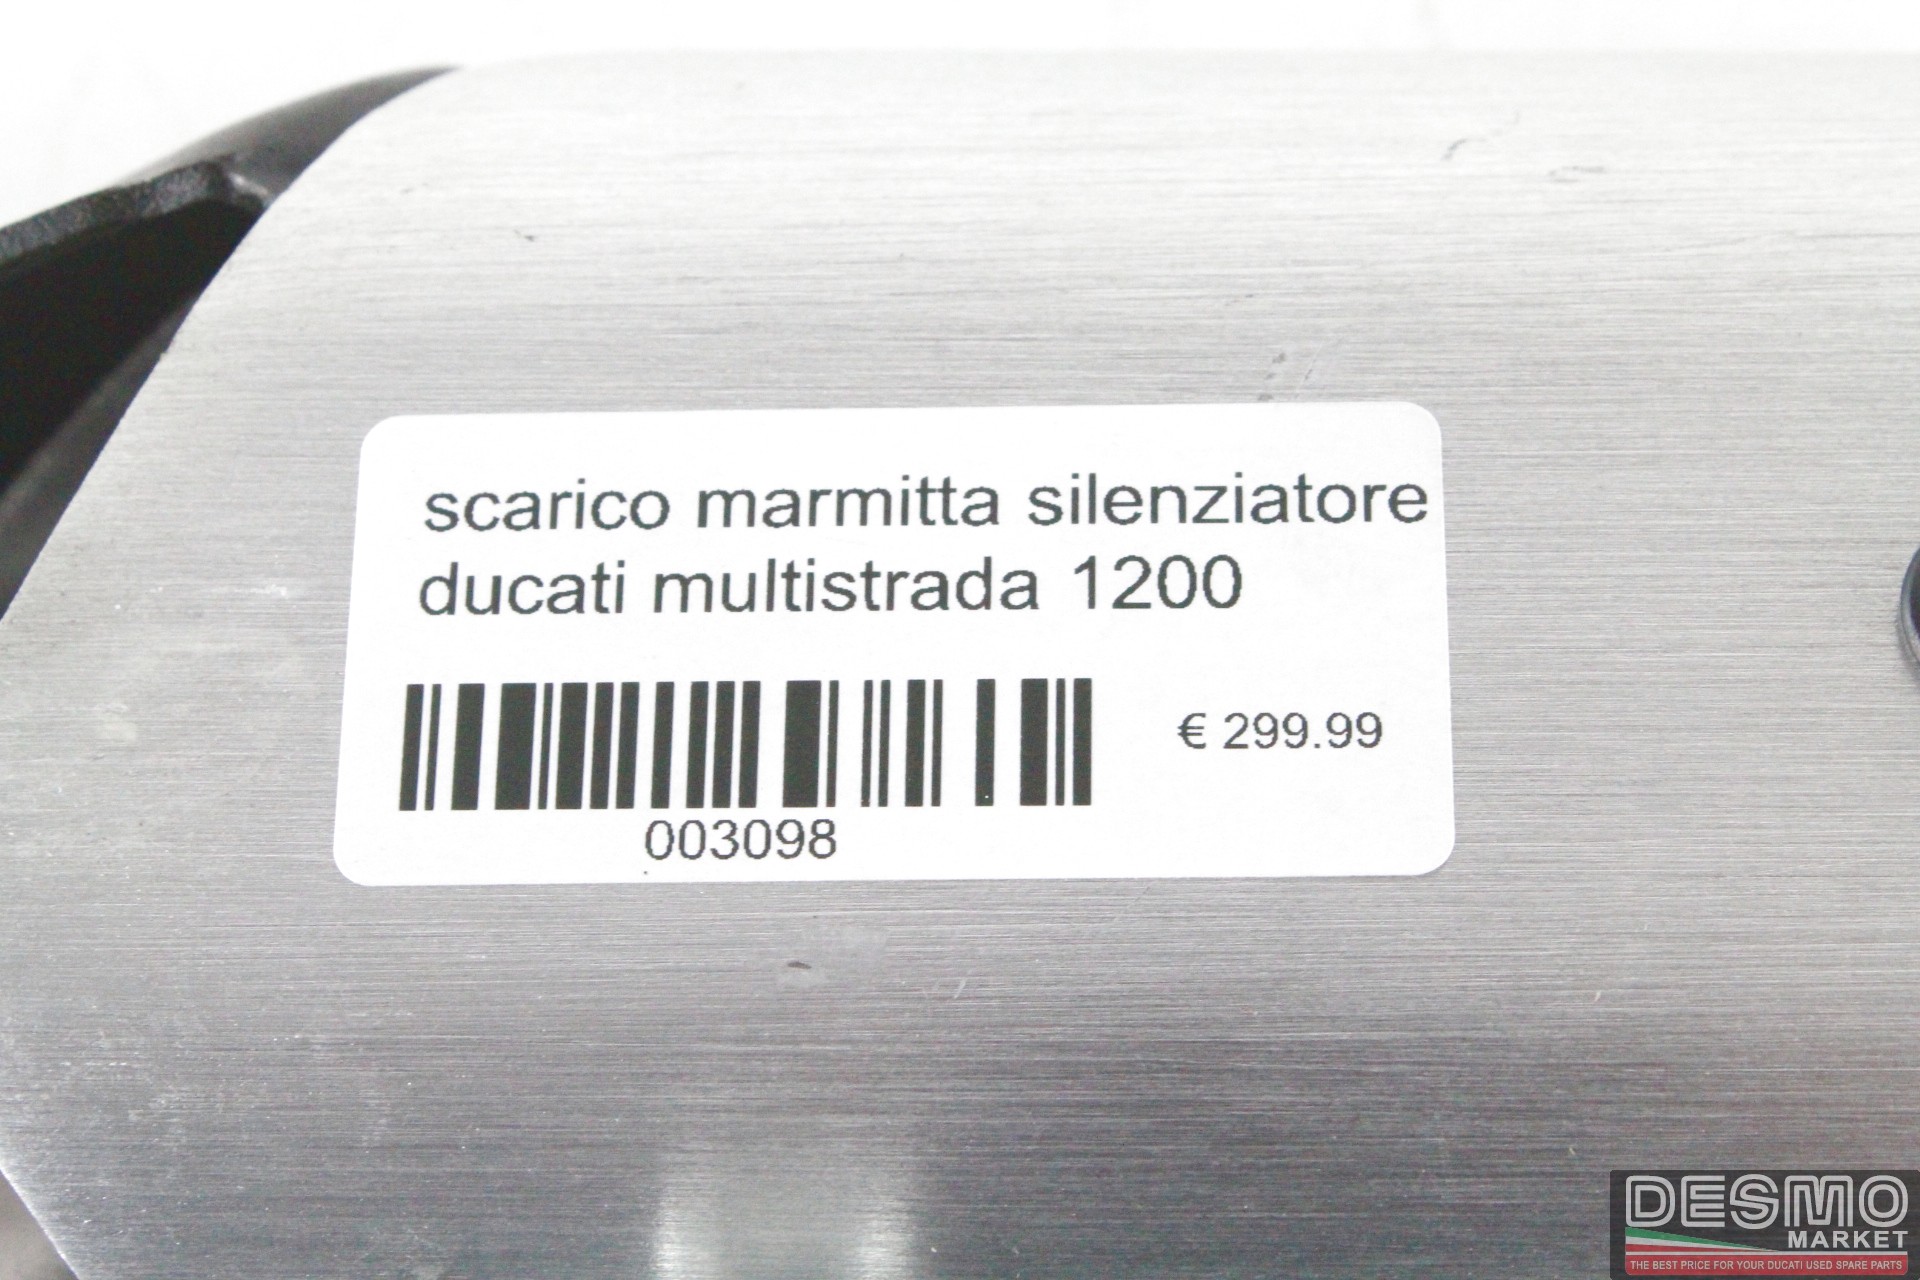 scarico marmitta silenziatore
ducati multistrada 1200
€ 299.99
003098
DESMO
MARKET
THE BEST PRICE FOR YOUR DUCATI USED SPARE PARTS